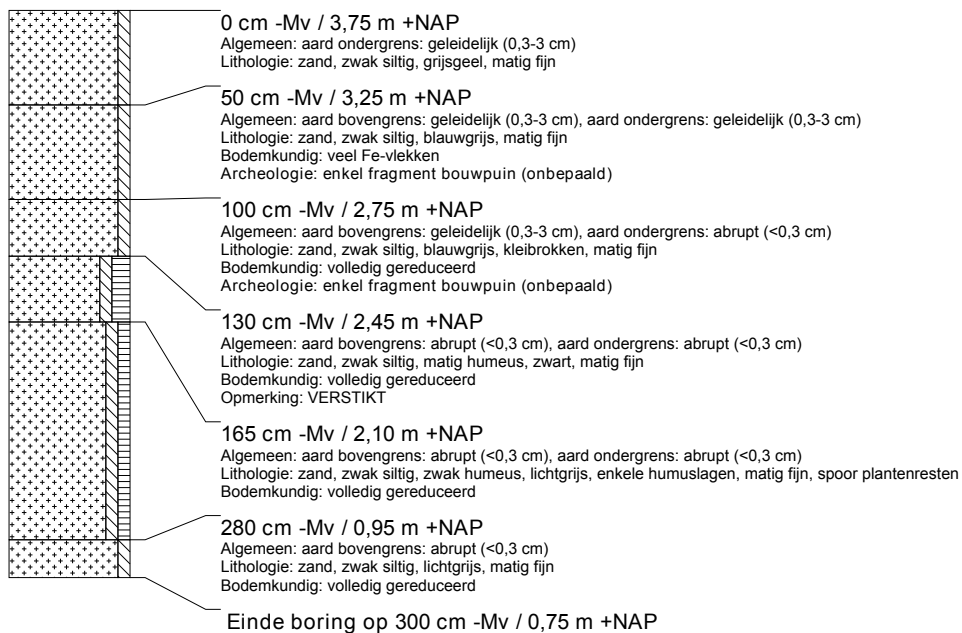 0 cm -Mv / 3,75 m +NAP
Algemeen: aard ondergrens: geleidelijk (0,3-3 cm)
Lithologie: zand, zwak siltig, grijsgeel, matig fijn
50 cm -Mv / 3,25 m +NAP
Algemeen: aard bovengrens: geleidelijk (0,3-3 cm), aard ondergrens: geleidelijk (0,3-3 cm)
Lithologie: zand, zwak siltig, blauwgrijs, matig fijn
Bodemkundig: veel Fe-vlekken
Archeologie: enkel fragment bouwpuin (onbepaald)
100 cm -Mv / 2,75 m +NAP
Algemeen: aard bovengrens: geleidelijk (0,3-3 cm), aard ondergrens: abrupt (<0,3 cm)
Lithologie: zand, zwak siltig, blauwgrijs, kleibrokken, matig fijn
Bodemkundig: volledig gereduceerd
Archeologie: enkel fragment bouwpuin (onbepaald)
130 cm -Mv / 2,45 m +NAP
Algemeen: aard bovengrens: abrupt (<0,3 cm), aard ondergrens: abrupt (<0,3 cm)
Lithologie: zand, zwak siltig, matig humeus, zwart, matig fijn
Bodemkundig: volledig gereduceerd
Opmerking: VERSTIKT
165 cm -Mv / 2,10 m +NAP
Algemeen: aard bovengrens: abrupt (<0,3 cm), aard ondergrens: abrupt (<0,3 cm)
Lithologie: zand, zwak siltig, zwak humeus, lichtgrijs, enkele humuslagen, matig fijn, spoor plantenresten
Bodemkundig: volledig gereduceerd
280 cm -Mv / 0,95 m +NAP
Algemeen: aard bovengrens: abrupt (<0,3 cm)
Lithologie: zand, zwak siltig, lichtgrijs, matig fijn
Bodemkundig: volledig gereduceerd
Einde boring op 300 cm -Mv / 0,75 m +NAP